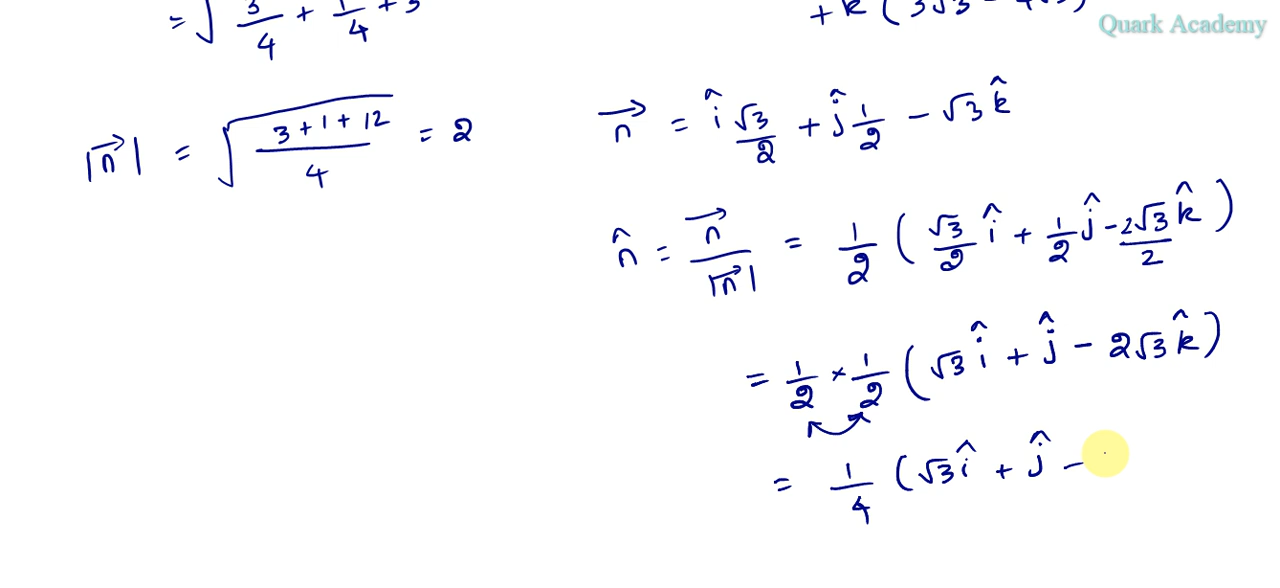 = √ 3/4 + 1/4 + 3
+ k ( 3√3 -
Quark Academy
|n⃗| = √((3 + 1 + 12)/4) = 2
n⃗ = î √3/2 + ĵ 1/2 - √3 k̂
n̂ = n⃗/|n⃗| = 1/2 ( √3/2 î + 1/2 ĵ - 2√3/2 k̂ )
= 1/2 × 1/2 ( √3 î + ĵ - 2√3 k̂ )
= 1/4 ( √3 î + ĵ -